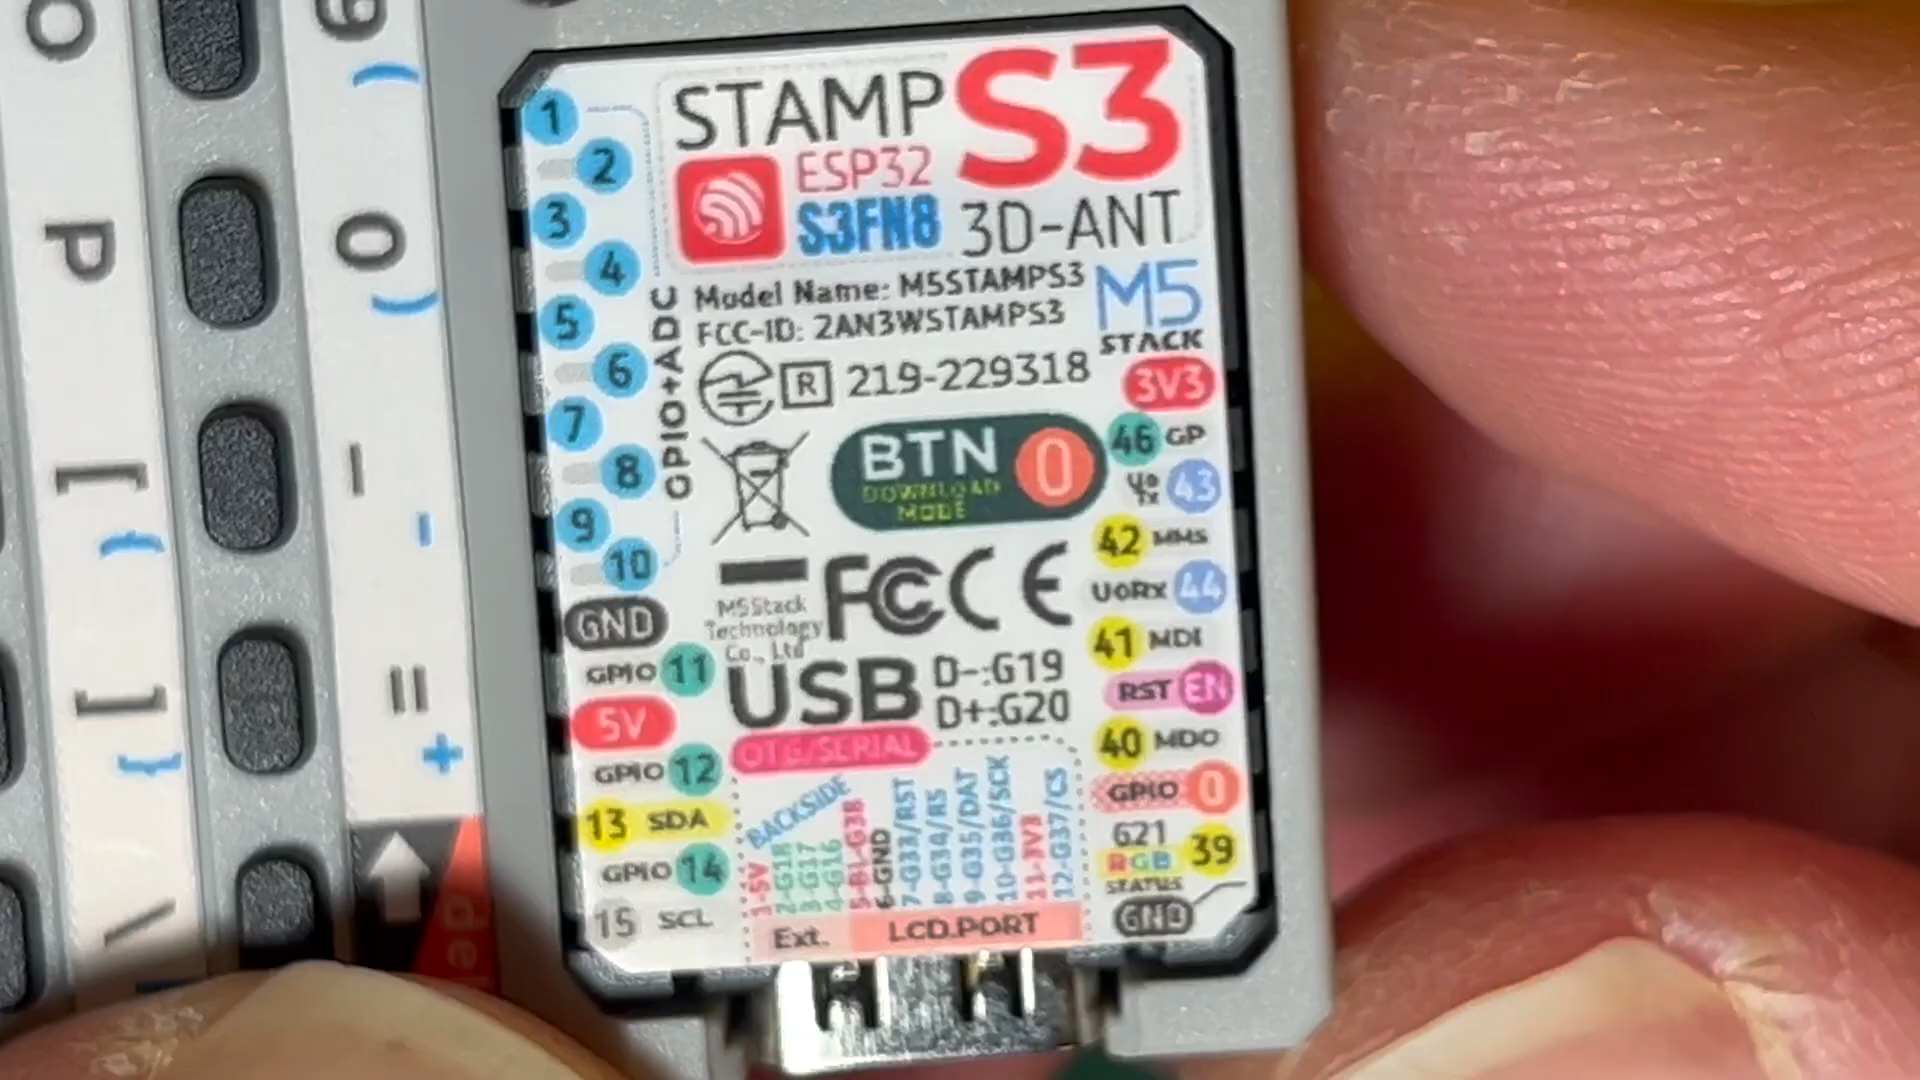 O
P
[
{
]
}
\
9
(
0
)
-
_
=
+
del
STAMP S3
ESP32
S3FN8
3D-ANT
Model Name: M5STAMPS3
FCC-ID: 2AN3WSTAMPS3
M5
STACK
R 219-229318
BTN 0
DOWNLOAD
MODE
FCC CE
M5Stack
Technology
Co., Ltd
USB
D-:G19
D+:G20
OTG/SERIAL
1
2
3
4
5
6
7
8
9
10
GPIO+ADC
GND
GPIO 11
5V
GPIO 12
13 SDA
GPIO 14
15 SCL
BACKSIDE
1-5V
2-G18
3-G17
4-G16
5-BL-G38
6-GND
7-G33/RST
8-G34/RS
9-G35/DAT
10-G36/SCK
11-3V3
12-G37/CS
Ext.
LCD.PORT
3V3
46 GP
U0 Tx 43
42 MMS
U0RX 44
41 MDI
RST EN
40 MDO
GPIO 0
G21
RGB 39
STATUS
GND